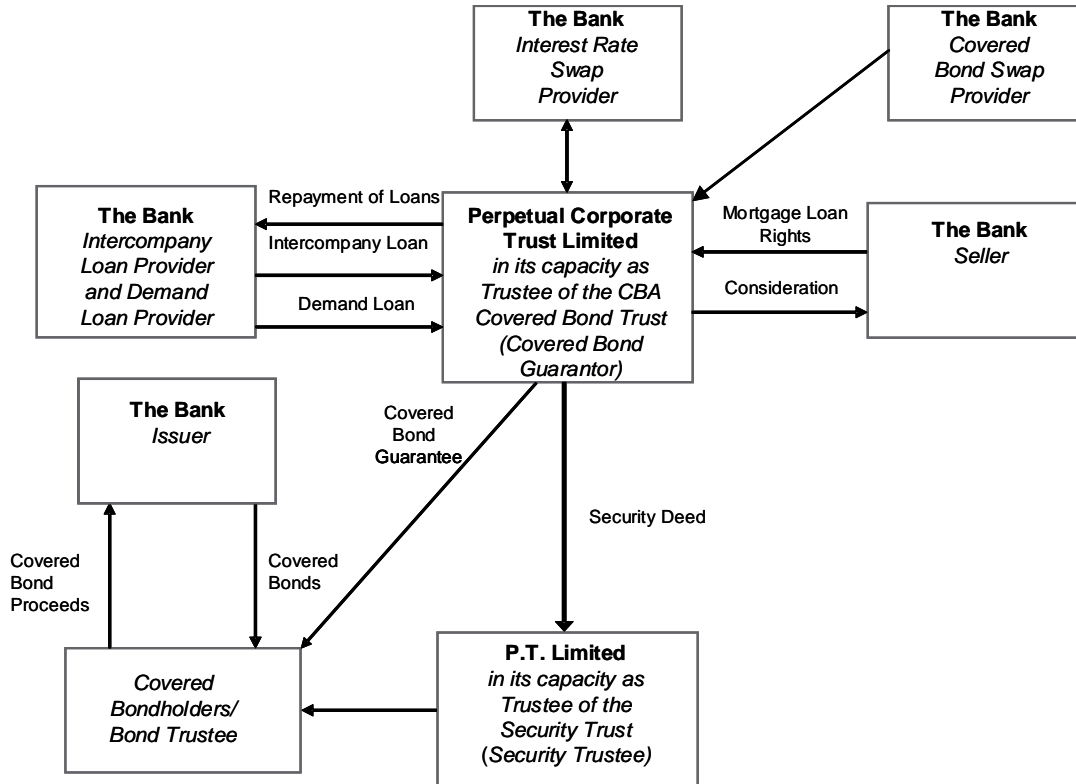 The Bank
Interest Rate
Swap
Provider
The Bank
Covered
Bond Swap
Provider
The Bank
Intercompany
Loan Provider
and Demand
Loan Provider
Repayment of Loans
Intercompany Loan
Demand Loan
Perpetual Corporate
Trust Limited
in its capacity as
Trustee of the CBA
Covered Bond Trust
(Covered Bond
Guarantor)
Mortgage Loan
Rights
Consideration
The Bank
Seller
The Bank
Issuer
Covered
Bond
Guarantee
Security Deed
Covered
Bond
Proceeds
Covered
Bonds
Covered
Bondholders/
Bond Trustee
P.T. Limited
in its capacity as
Trustee of the
Security Trust
(Security Trustee)